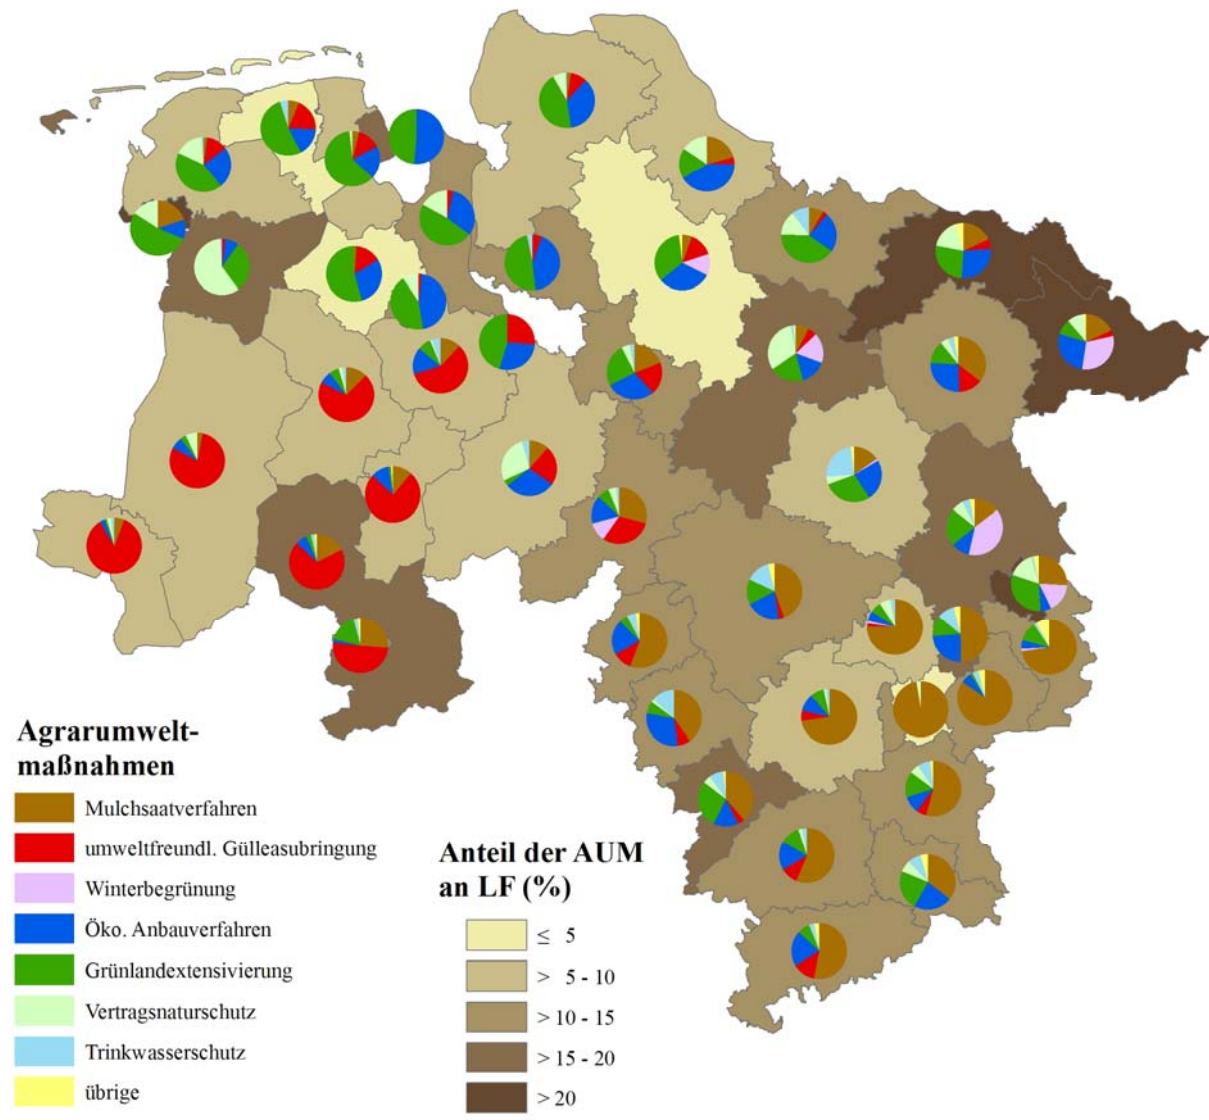 Agrarumwelt-
maßnahmen
Mulchsaatverfahren
umweltfreundl. Gülleasubringung
Winterbegrünung
Öko. Anbauverfahren
Grünlandextensivierung
Vertragsnaturschutz
Trinkwasserschutz
übrige
Anteil der AUM
an LF (%)
≤ 5
> 5 - 10
> 10 - 15
> 15 - 20
> 20